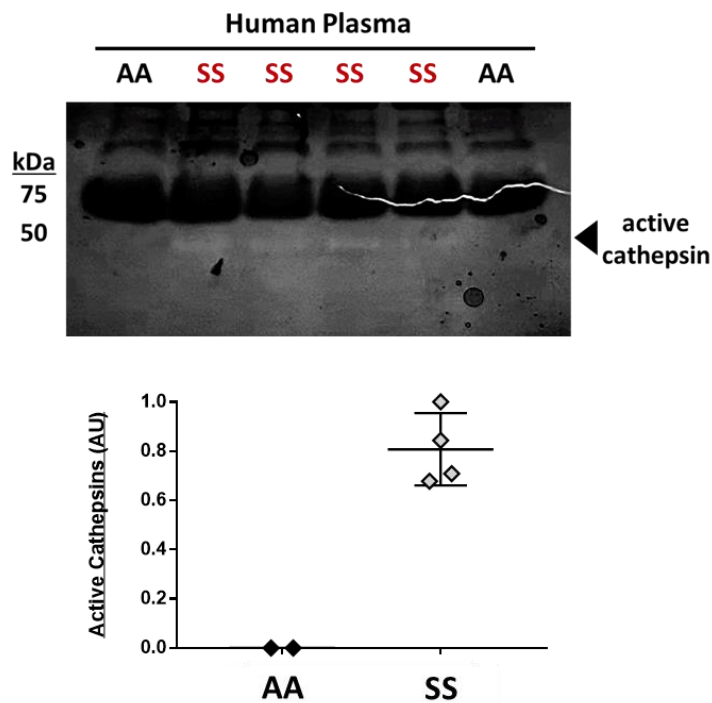 Human Plasma
AA SS SS SS SS AA
kDa
75
50
active
cathepsin
Active Cathepsins (AU)
1.0
0.8
0.6
0.4
0.2
0.0
AA SS